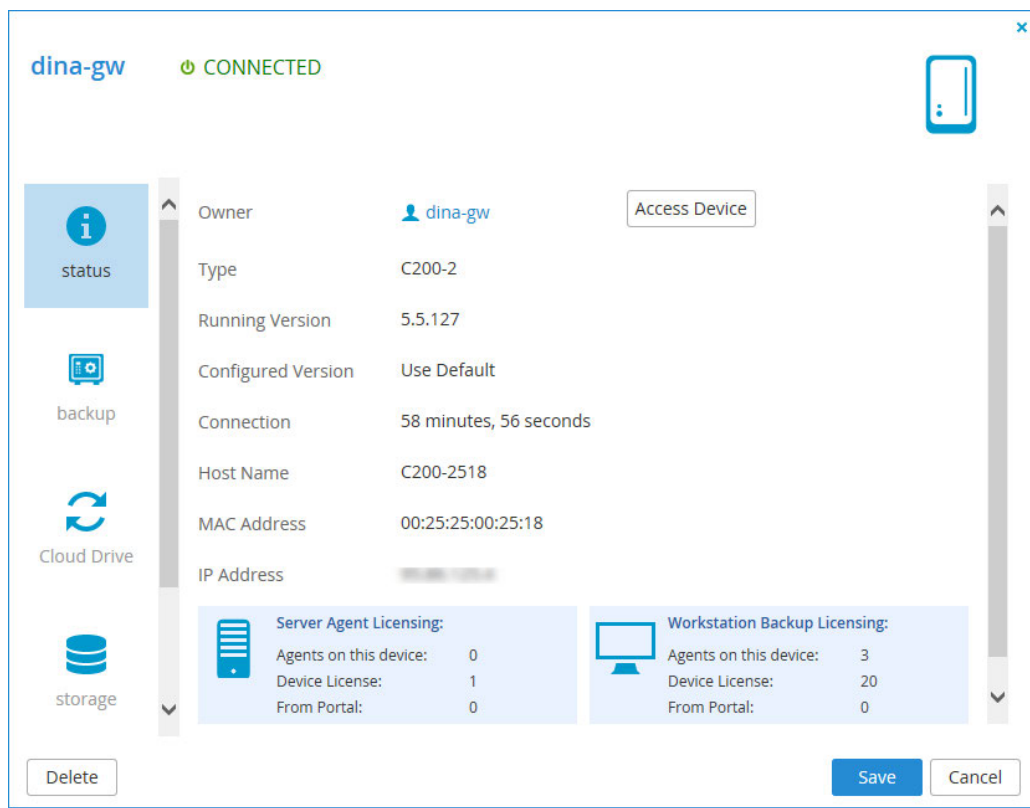 dina-gw CONNECTED
status
backup
Cloud Drive
storage
Owner dina-gw Access Device
Type C200-2
Running Version 5.5.127
Configured Version Use Default
Connection 58 minutes, 56 seconds
Host Name C200-2518
MAC Address 00:25:25:00:25:18
IP Address
Server Agent Licensing:
Agents on this device: 0
Device License: 1
From Portal: 0
Workstation Backup Licensing:
Agents on this device: 3
Device License: 20
From Portal: 0
Delete Save Cancel